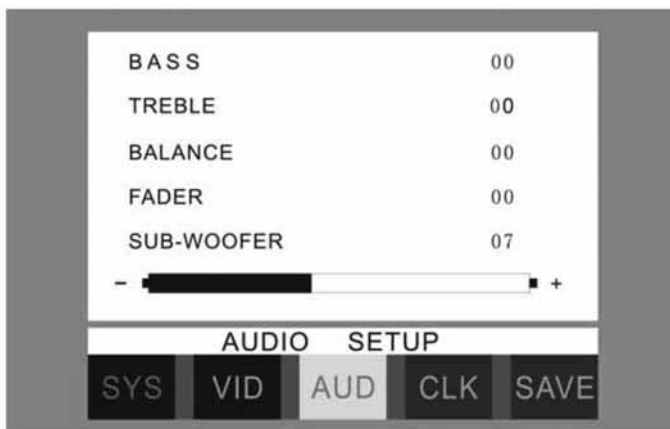 BASS 00
TREBLE 00
BALANCE 00
FADER 00
SUB-WOOFER 07
- +
AUDIO SETUP
SYS VID AUD CLK SAVE